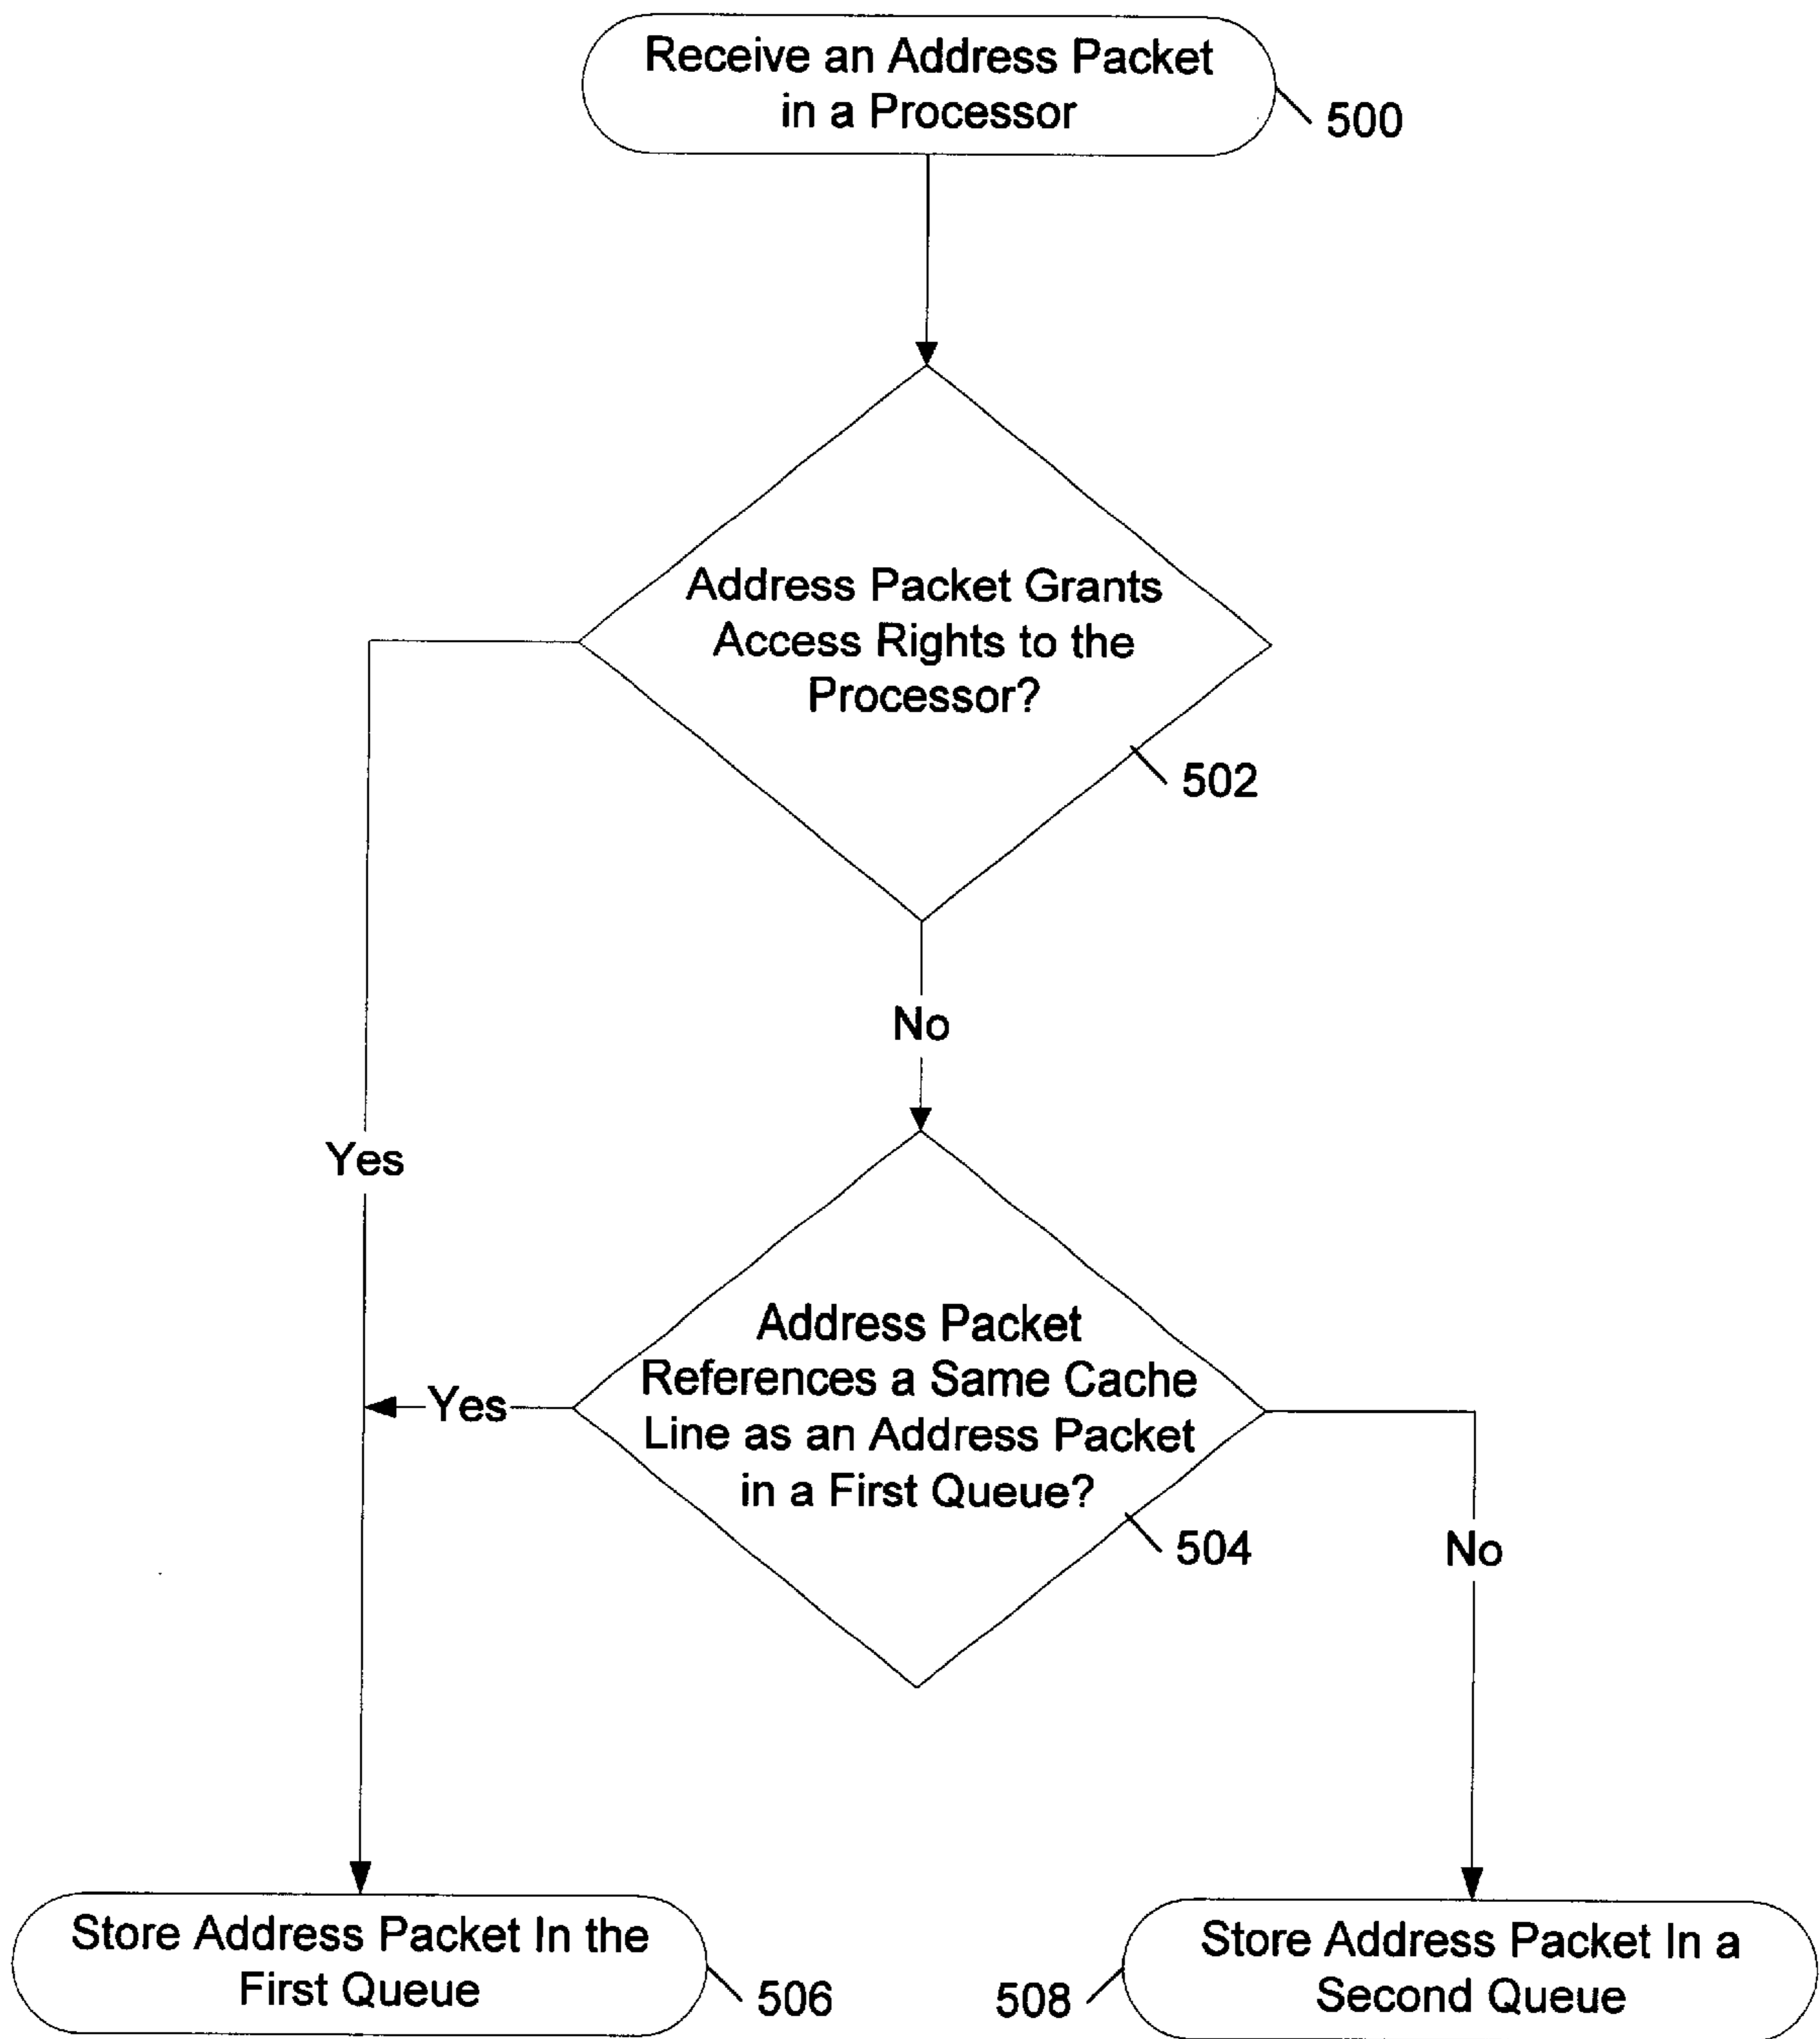 Receive an Address Packet
in a Processor
500
Address Packet Grants
Access Rights to the
Processor?
502
No
Yes
Address Packet
References a Same Cache
Line as an Address Packet
in a First Queue?
Yes
504
No
Store Address Packet In the
First Queue
506
508
Store Address Packet In a
Second Queue